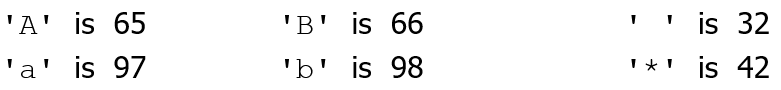 'A' is 65 'B' is 66 ' ' is 32
'a' is 97 'b' is 98 '*' is 42